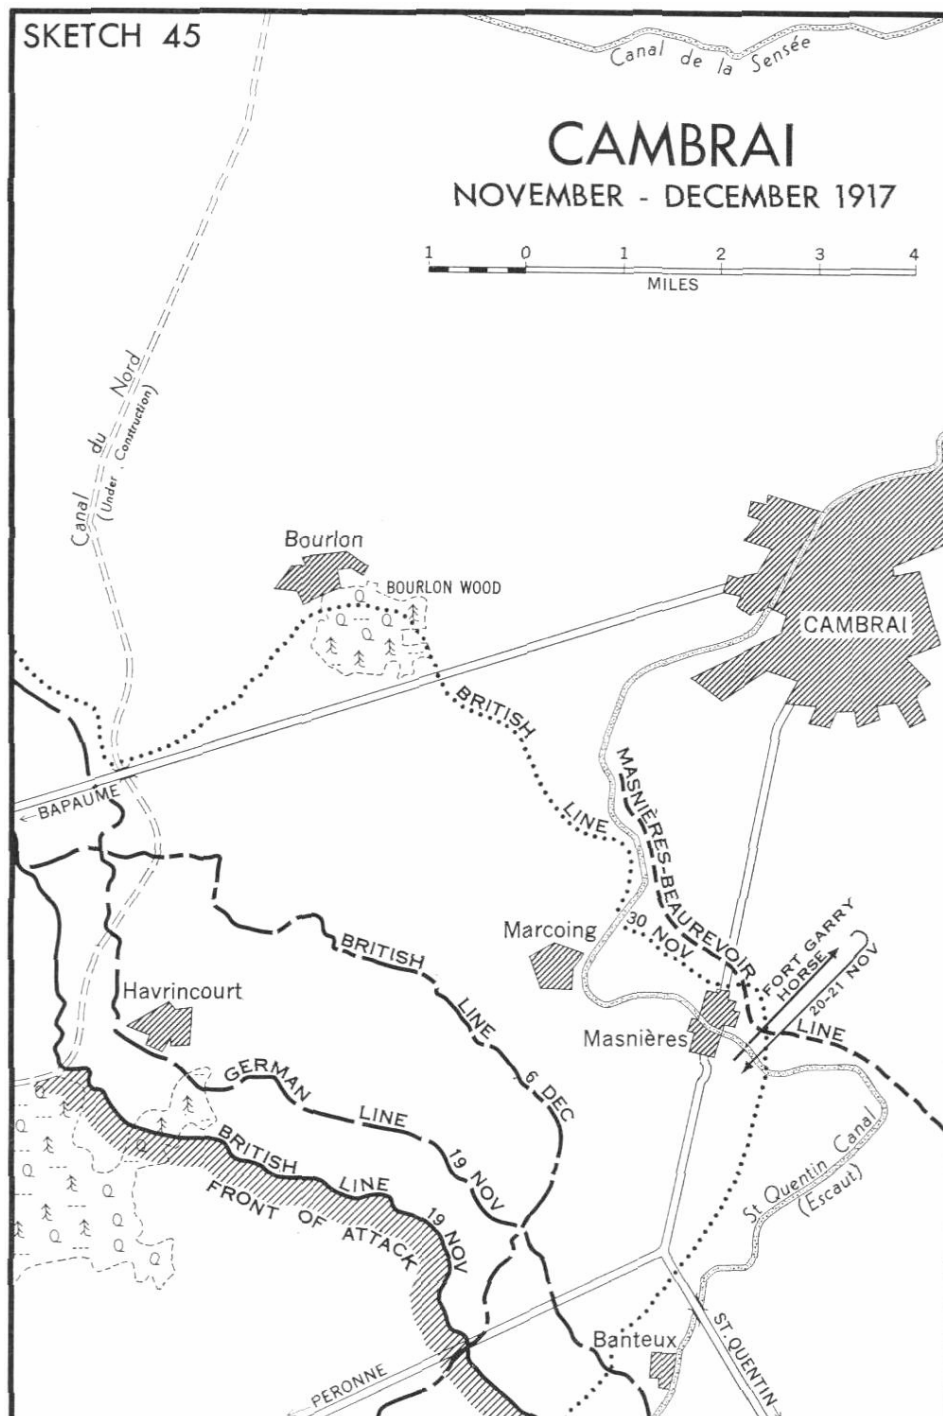 SKETCH 45
Canal de la Sensée
CAMBRAI
NOVEMBER - DECEMBER 1917
1 0 1 2 3 4
MILES
Canal du Nord
(Under Construction)
Bourlon
BOURLON WOOD
CAMBRAI
BRITISH LINE
30 NOV
BAPAUME
MASNIÈRES-BEAUREVOIR LINE
BRITISH LINE
6 DEC
Marcoing
FORT GARRY
HORSE
20-21 NOV
Havrincourt
Masnières
GERMAN LINE
19 NOV
BRITISH LINE
19 NOV
FRONT OF ATTACK
St Quentin Canal
(Escaut)
Banteux
PERONNE
ST. QUENTIN